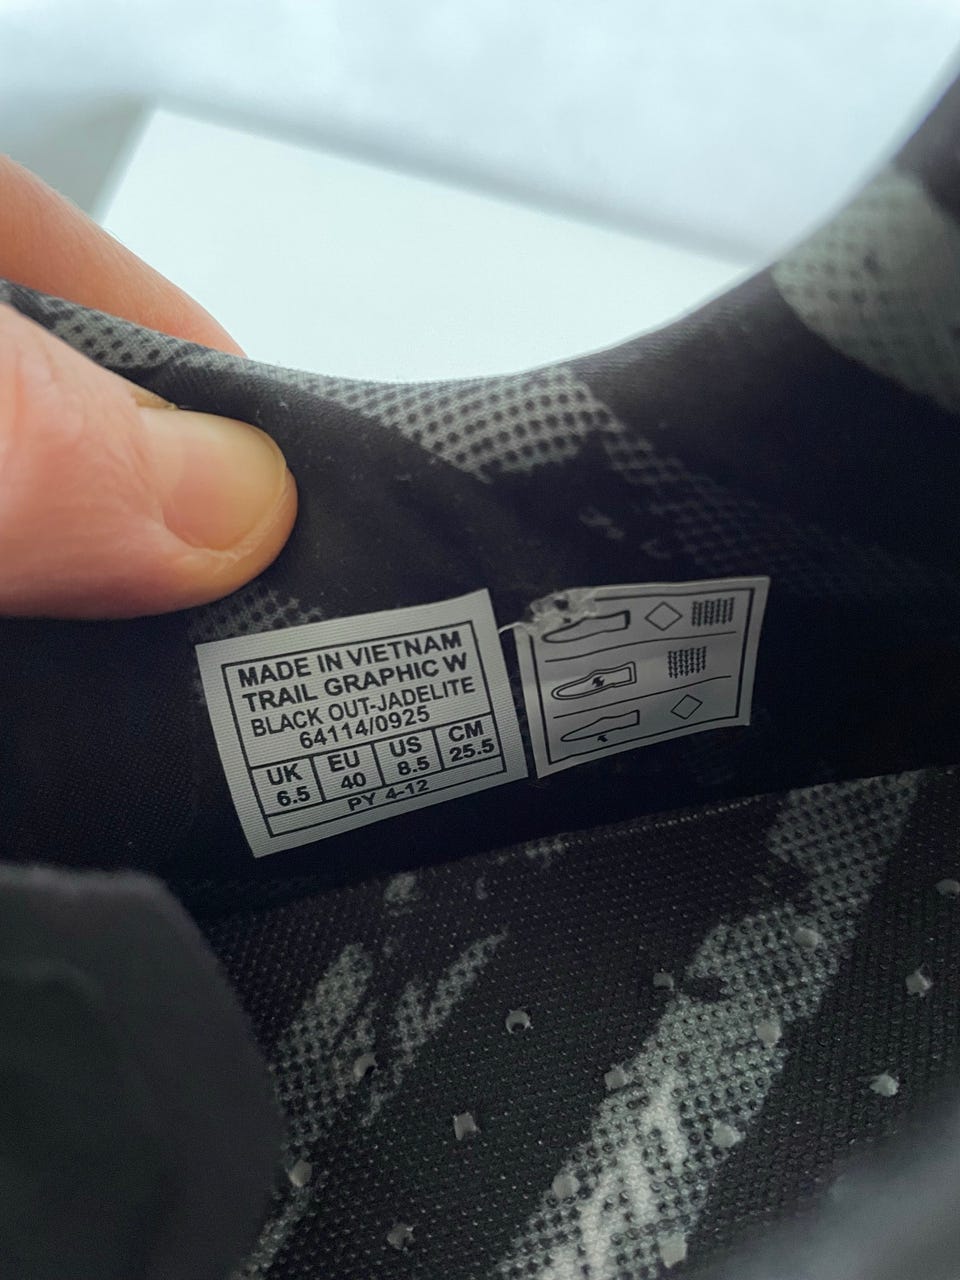 MADE IN VIETNAM
TRAIL GRAPHIC W
BLACK OUT-JADELITE
64114/0925
UK EU US CM
6.5 40 8.5 25.5
PY 4-12